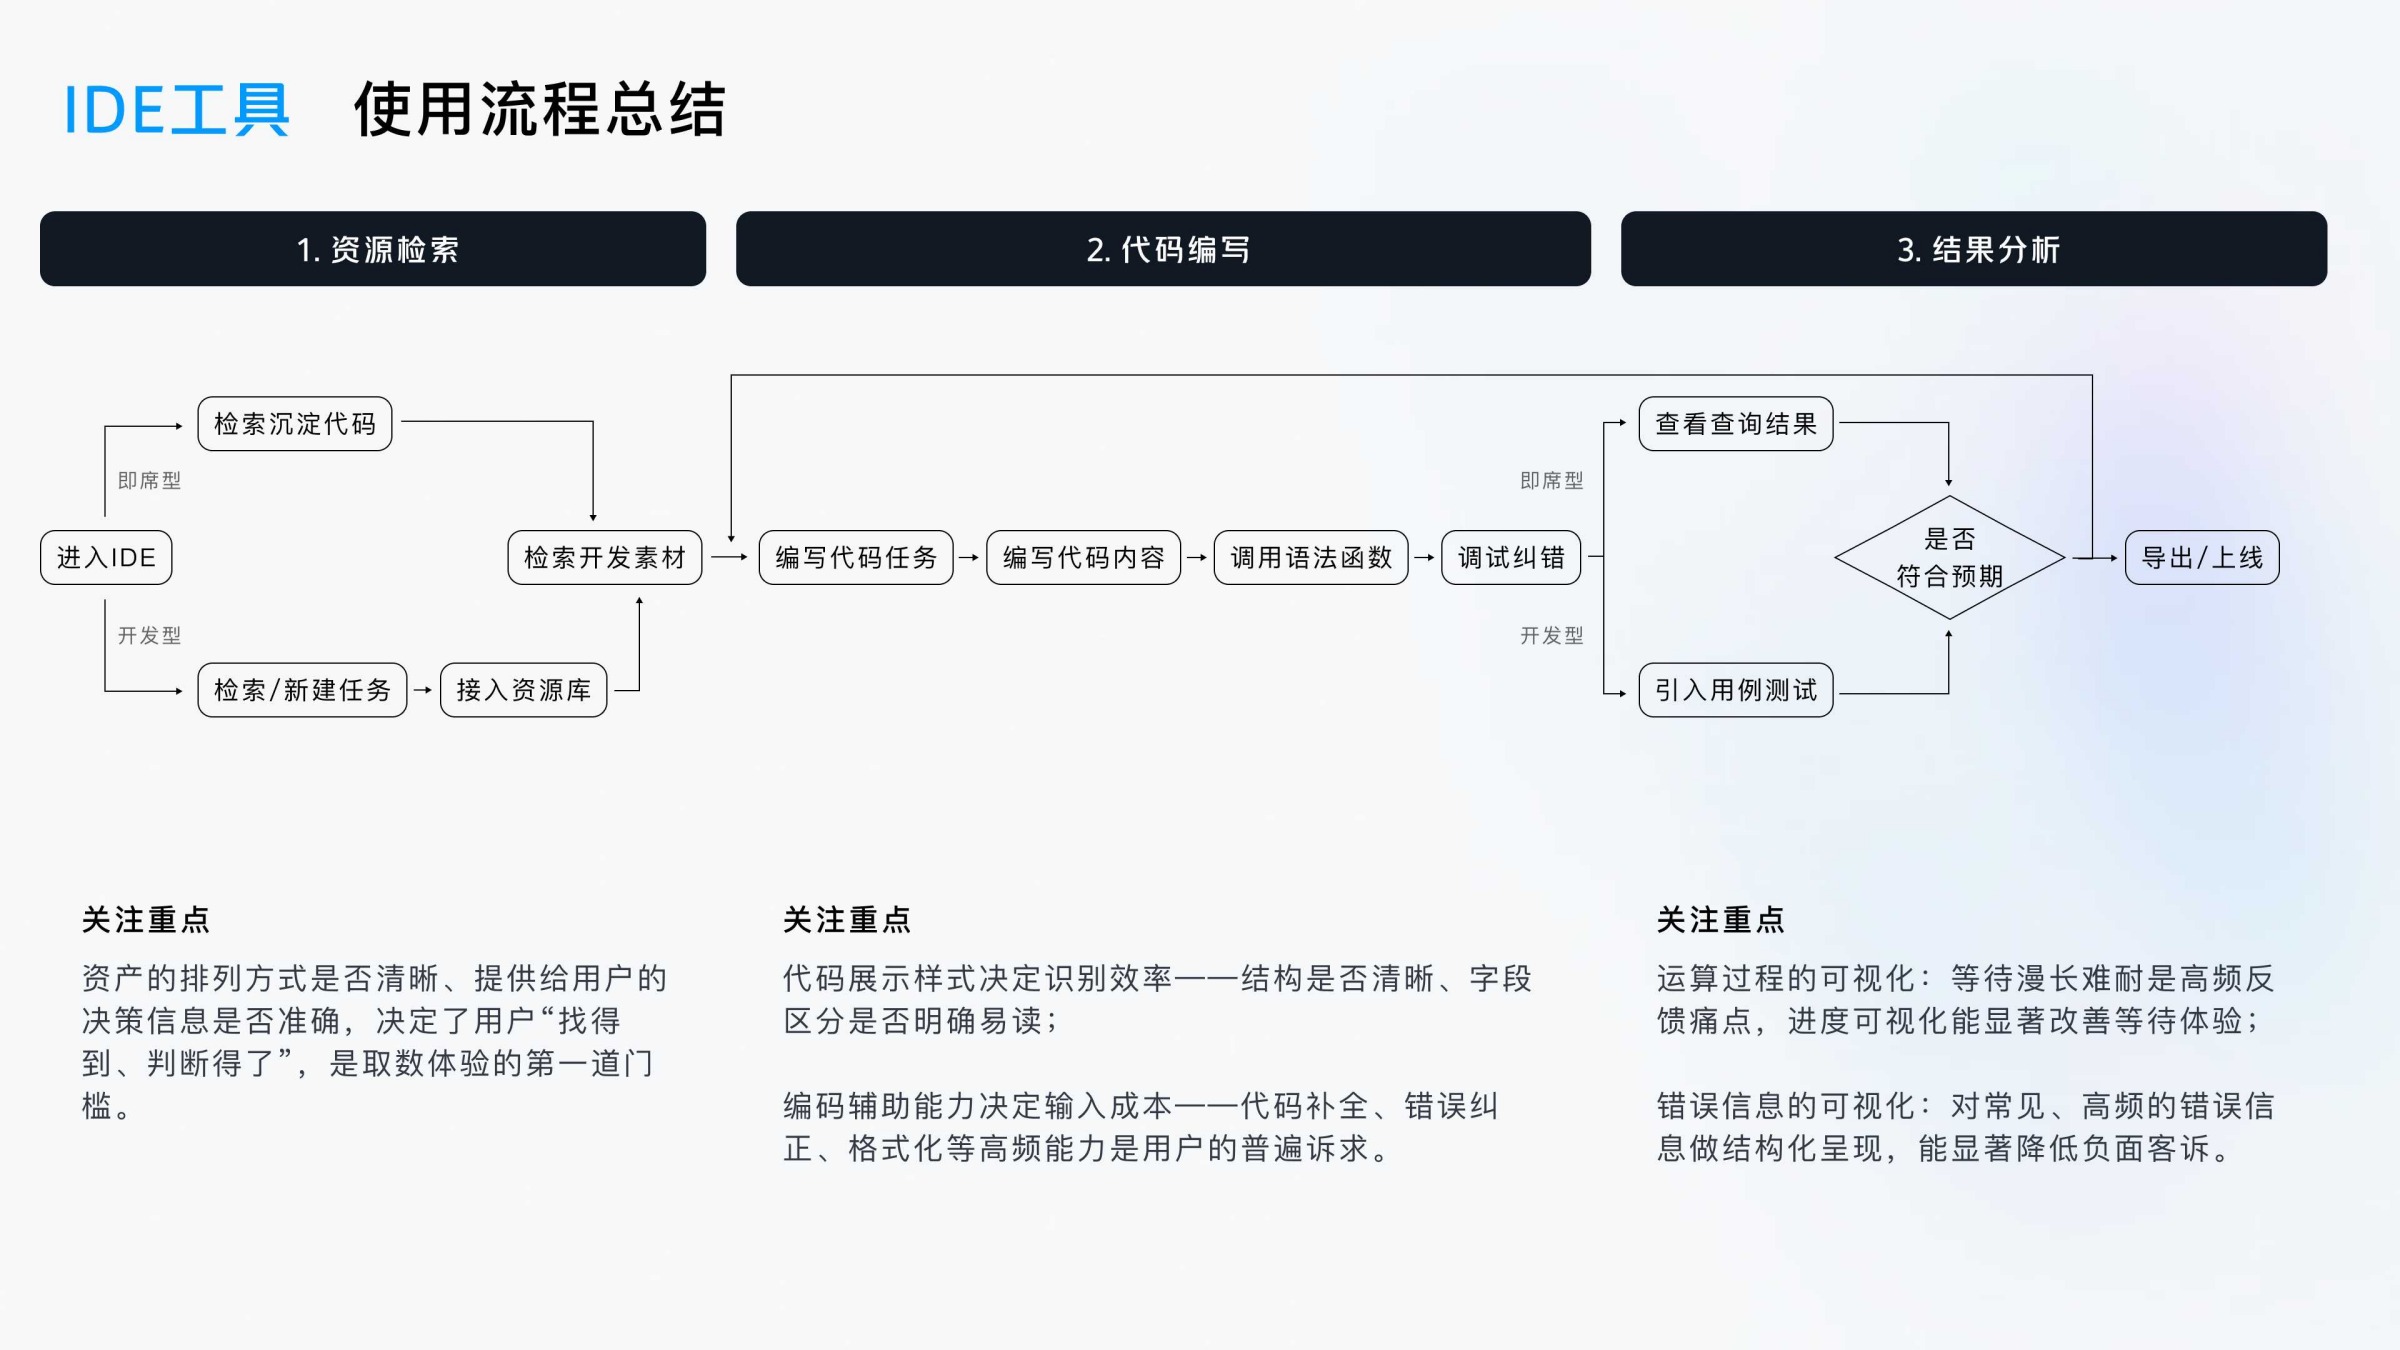 IDE工具 使用流程总结
1. 资源检索
2. 代码编写
3. 结果分析
检索沉淀代码
即席型
进入IDE
开发型
检索/新建任务
接入资源库
检索开发素材
编写代码任务
编写代码内容
调用语法函数
调试纠错
即席型
开发型
查看查询结果
引入用例测试
是否
符合预期
导出/上线
关注重点
资产的排列方式是否清晰、提供给用户的
决策信息是否准确，决定了用户“找得
到、判断得了”，是取数体验的第一道门
槛。
关注重点
代码展示样式决定识别效率——结构是否清晰、字段
区分是否明确易读；
编码辅助能力决定输入成本——代码补全、错误纠
正、格式化等高频能力是用户的普遍诉求。
关注重点
运算过程的可视化：等待漫长难耐是高频反
馈痛点，进度可视化能显著改善等待体验；
错误信息的可视化：对常见、高频的错误信
息做结构化呈现，能显著降低负面客诉。